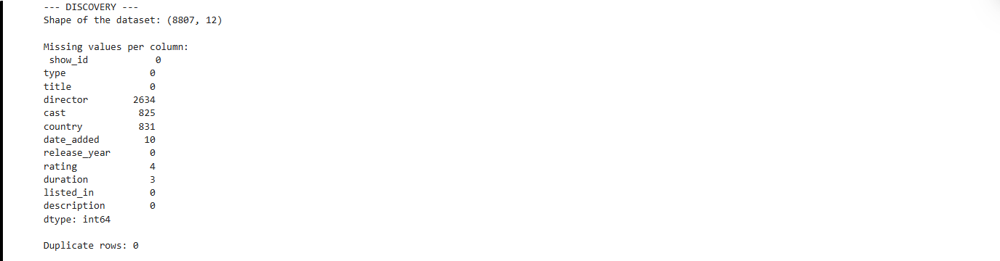 --- DISCOVERY ---
Shape of the dataset: (8807, 12)
Missing values per column:
show_id 0
type 0
title 0
director 2634
cast 825
country 831
date_added 10
release_year 0
rating 4
duration 3
listed_in 0
description 0
dtype: int64
Duplicate rows: 0